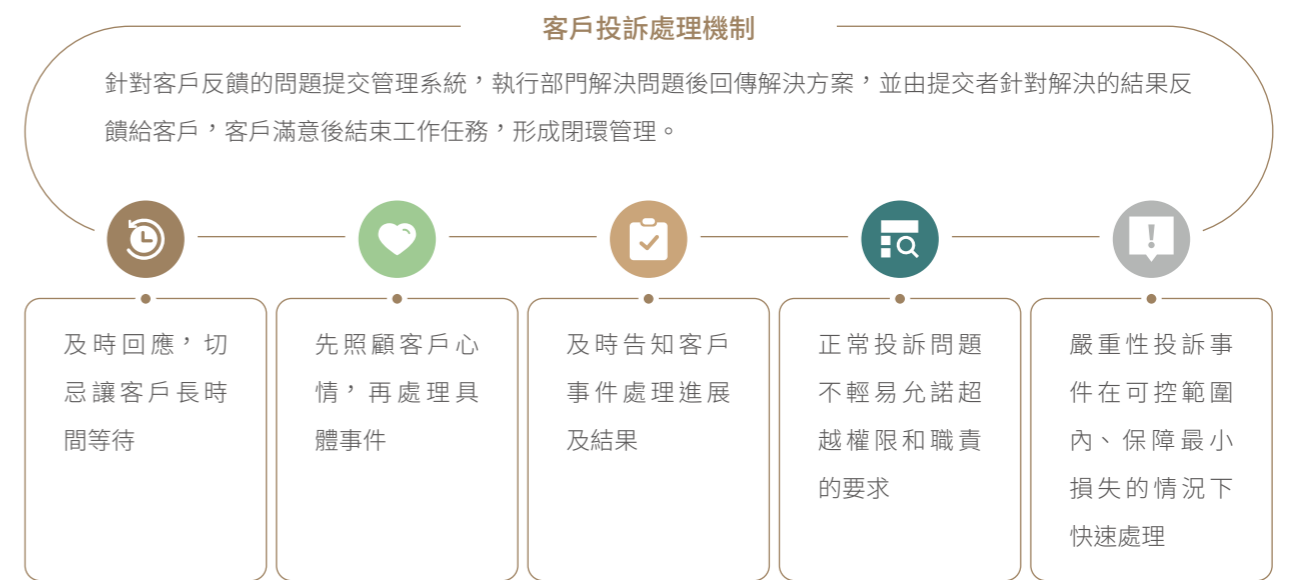 客戶投訴處理機制
針對客戶反饋的問題提交管理系統，執行部門解決問題後回傳解決方案，並由提交者針對解決的結果反
饋給客戶，客戶滿意後結束工作任務，形成閉環管理。
及時回應，切
忌讓客戶長時
間等待
先照顧客戶心
情，再處理具
體事件
及時告知客戶
事件處理進展
及結果
正常投訴問題
不輕易允諾超
越權限和職責
的要求
嚴重性投訴事
件在可控範圍
內、保障最小
損失的情況下
快速處理